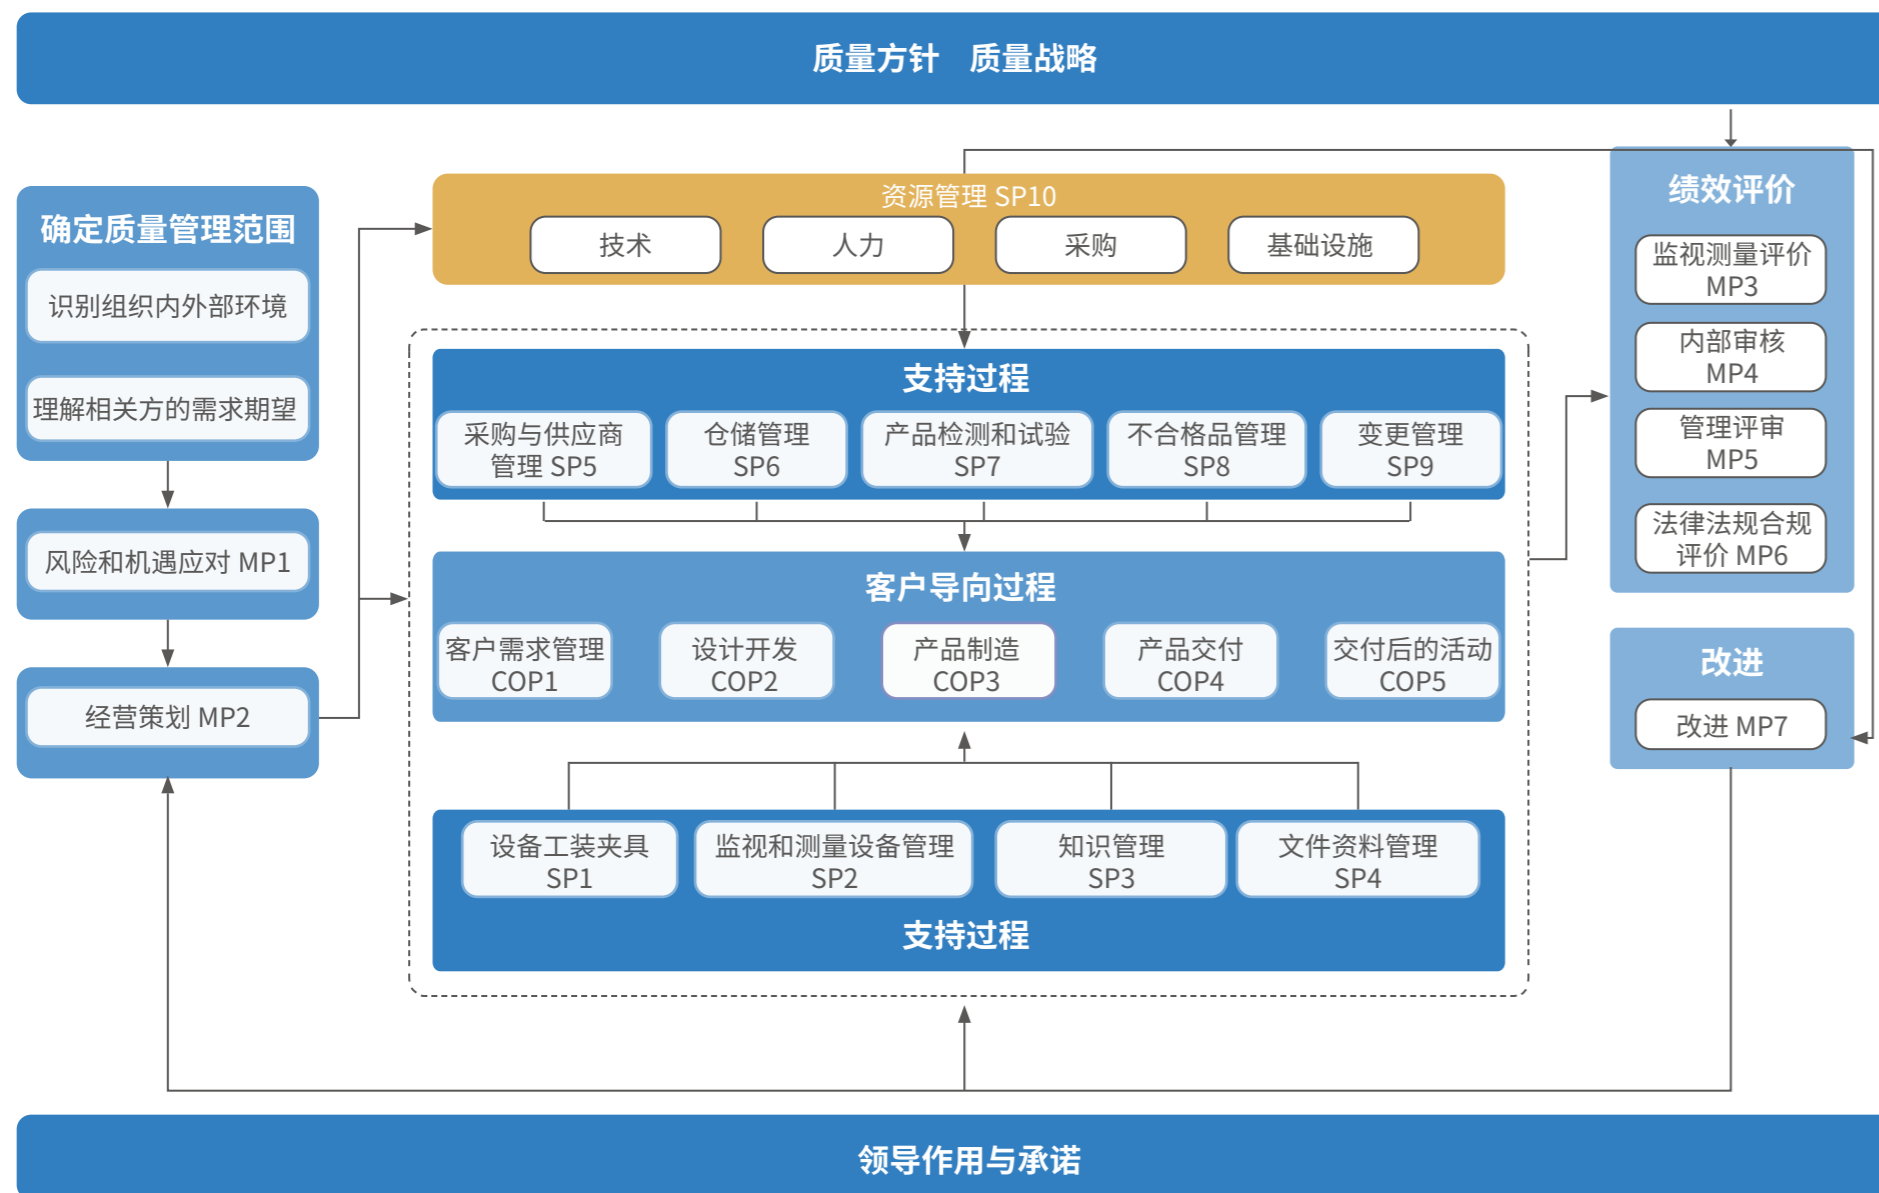 质量方针　质量战略
确定质量管理范围
识别组织内外部环境
理解相关方的需求期望
风险和机遇应对 MP1
经营策划 MP2
资源管理 SP10
技术
人力
采购
基础设施
支持过程
采购与供应商
管理 SP5
仓储管理
SP6
产品检测和试验
SP7
不合格品管理
SP8
变更管理
SP9
客户导向过程
客户需求管理
COP1
设计开发
COP2
产品制造
COP3
产品交付
COP4
交付后的活动
COP5
设备工装夹具
SP1
监视和测量设备管理
SP2
知识管理
SP3
文件资料管理
SP4
支持过程
绩效评价
监视测量评价
MP3
内部审核
MP4
管理评审
MP5
法律法规合规
评价 MP6
改进
改进 MP7
领导作用与承诺